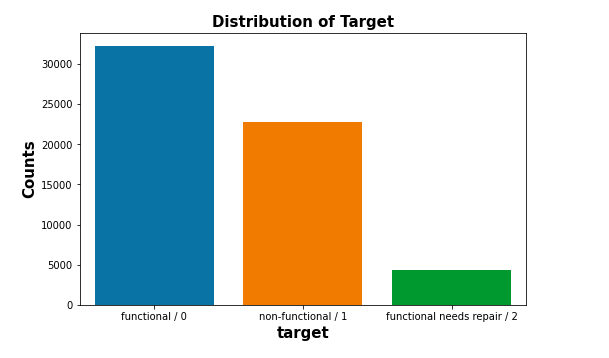 Distribution of Target
Counts
30000
25000
20000
15000
10000
5000
0
functional / 0
non-functional / 1
functional needs repair / 2
target